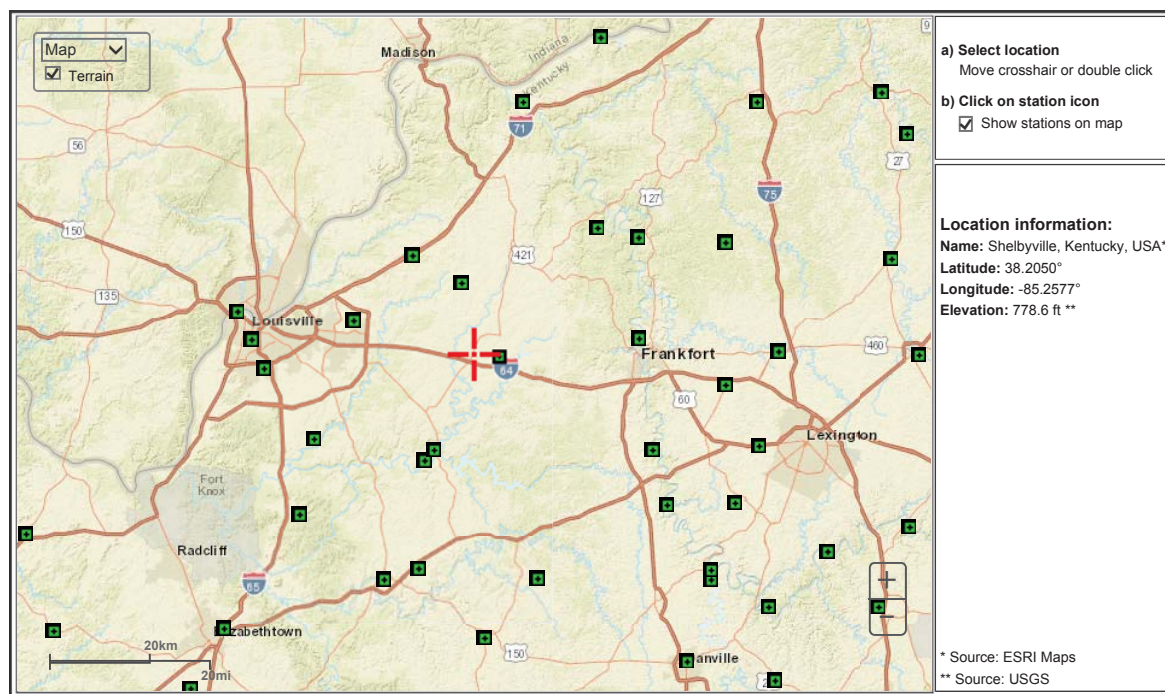 Map
Terrain
Madison
Indiana
Kentucky
9
71
56
27
127
75
150
421
135
Louisville
Frankfort
460
64
60
Lexington
Fort
Knox
Radcliff
65
Elizabethtown
150
anville
20km
20mi
+
−
2
a) Select location
Move crosshair or double click
b) Click on station icon
Show stations on map
Location information:
Name: Shelbyville, Kentucky, USA*
Latitude: 38.2050°
Longitude: -85.2577°
Elevation: 778.6 ft **
* Source: ESRI Maps
** Source: USGS